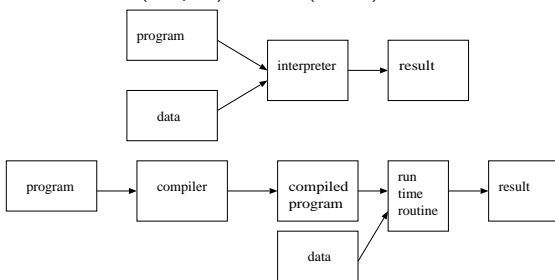 program
interpreter
result
data
program
compiler
compiled
program
run
time
routine
result
data